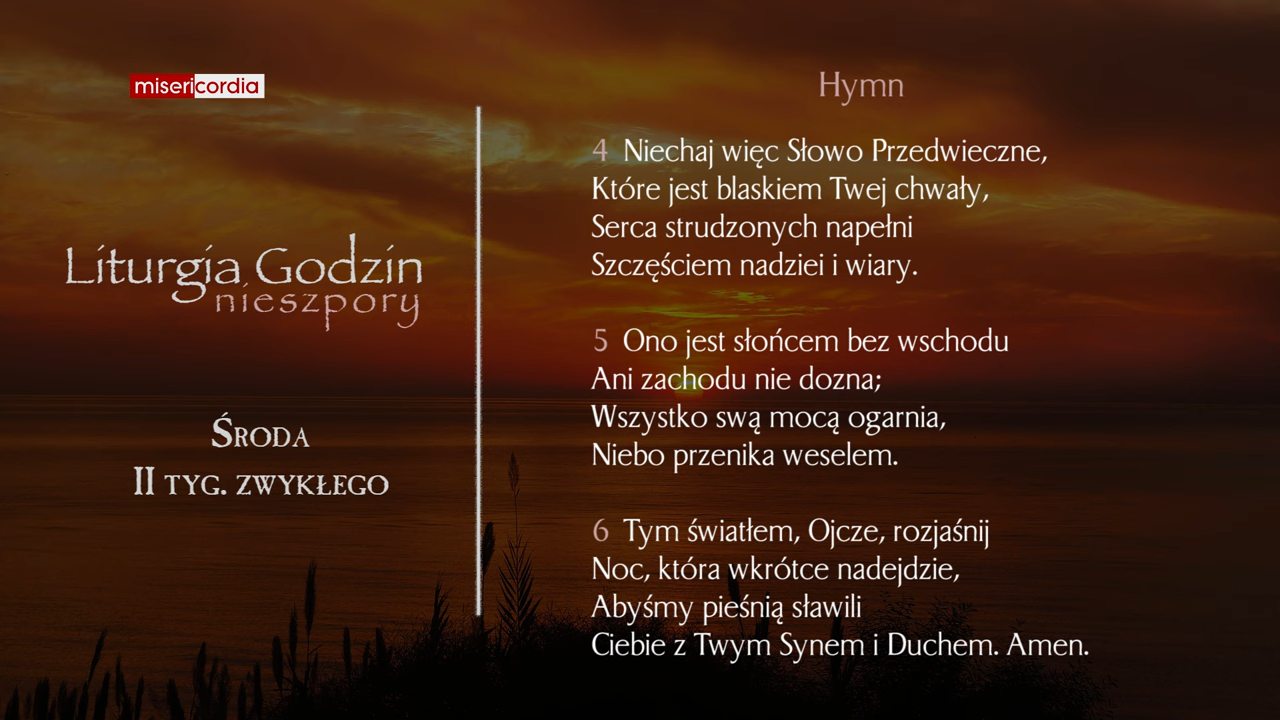 misericordia
Liturgia Godzin
nieszpory
Środa
II tyg. zwykłego
Hymn
4 Niechaj więc Słowo Przedwieczne,
Które jest blaskiem Twej chwały,
Serca strudzonych napełni
Szczęściem nadziei i wiary.
5 Ono jest słońcem bez wschodu
Ani zachodu nie dozna;
Wszystko swą mocą ogarnia,
Niebo przenika weselem.
6 Tym światłem, Ojcze, rozjaśnij
Noc, która wkrótce nadejdzie,
Abyśmy pieśnią sławili
Ciebie z Twym Synem i Duchem. Amen.